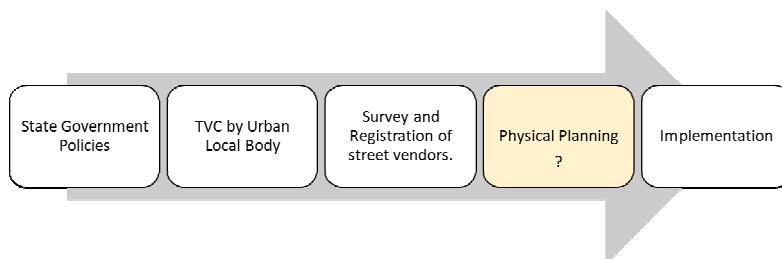 State Government
Policies
TVC by Urban
Local Body
Survey and
Registration of
street vendors.
Physical Planning
?
Implementation